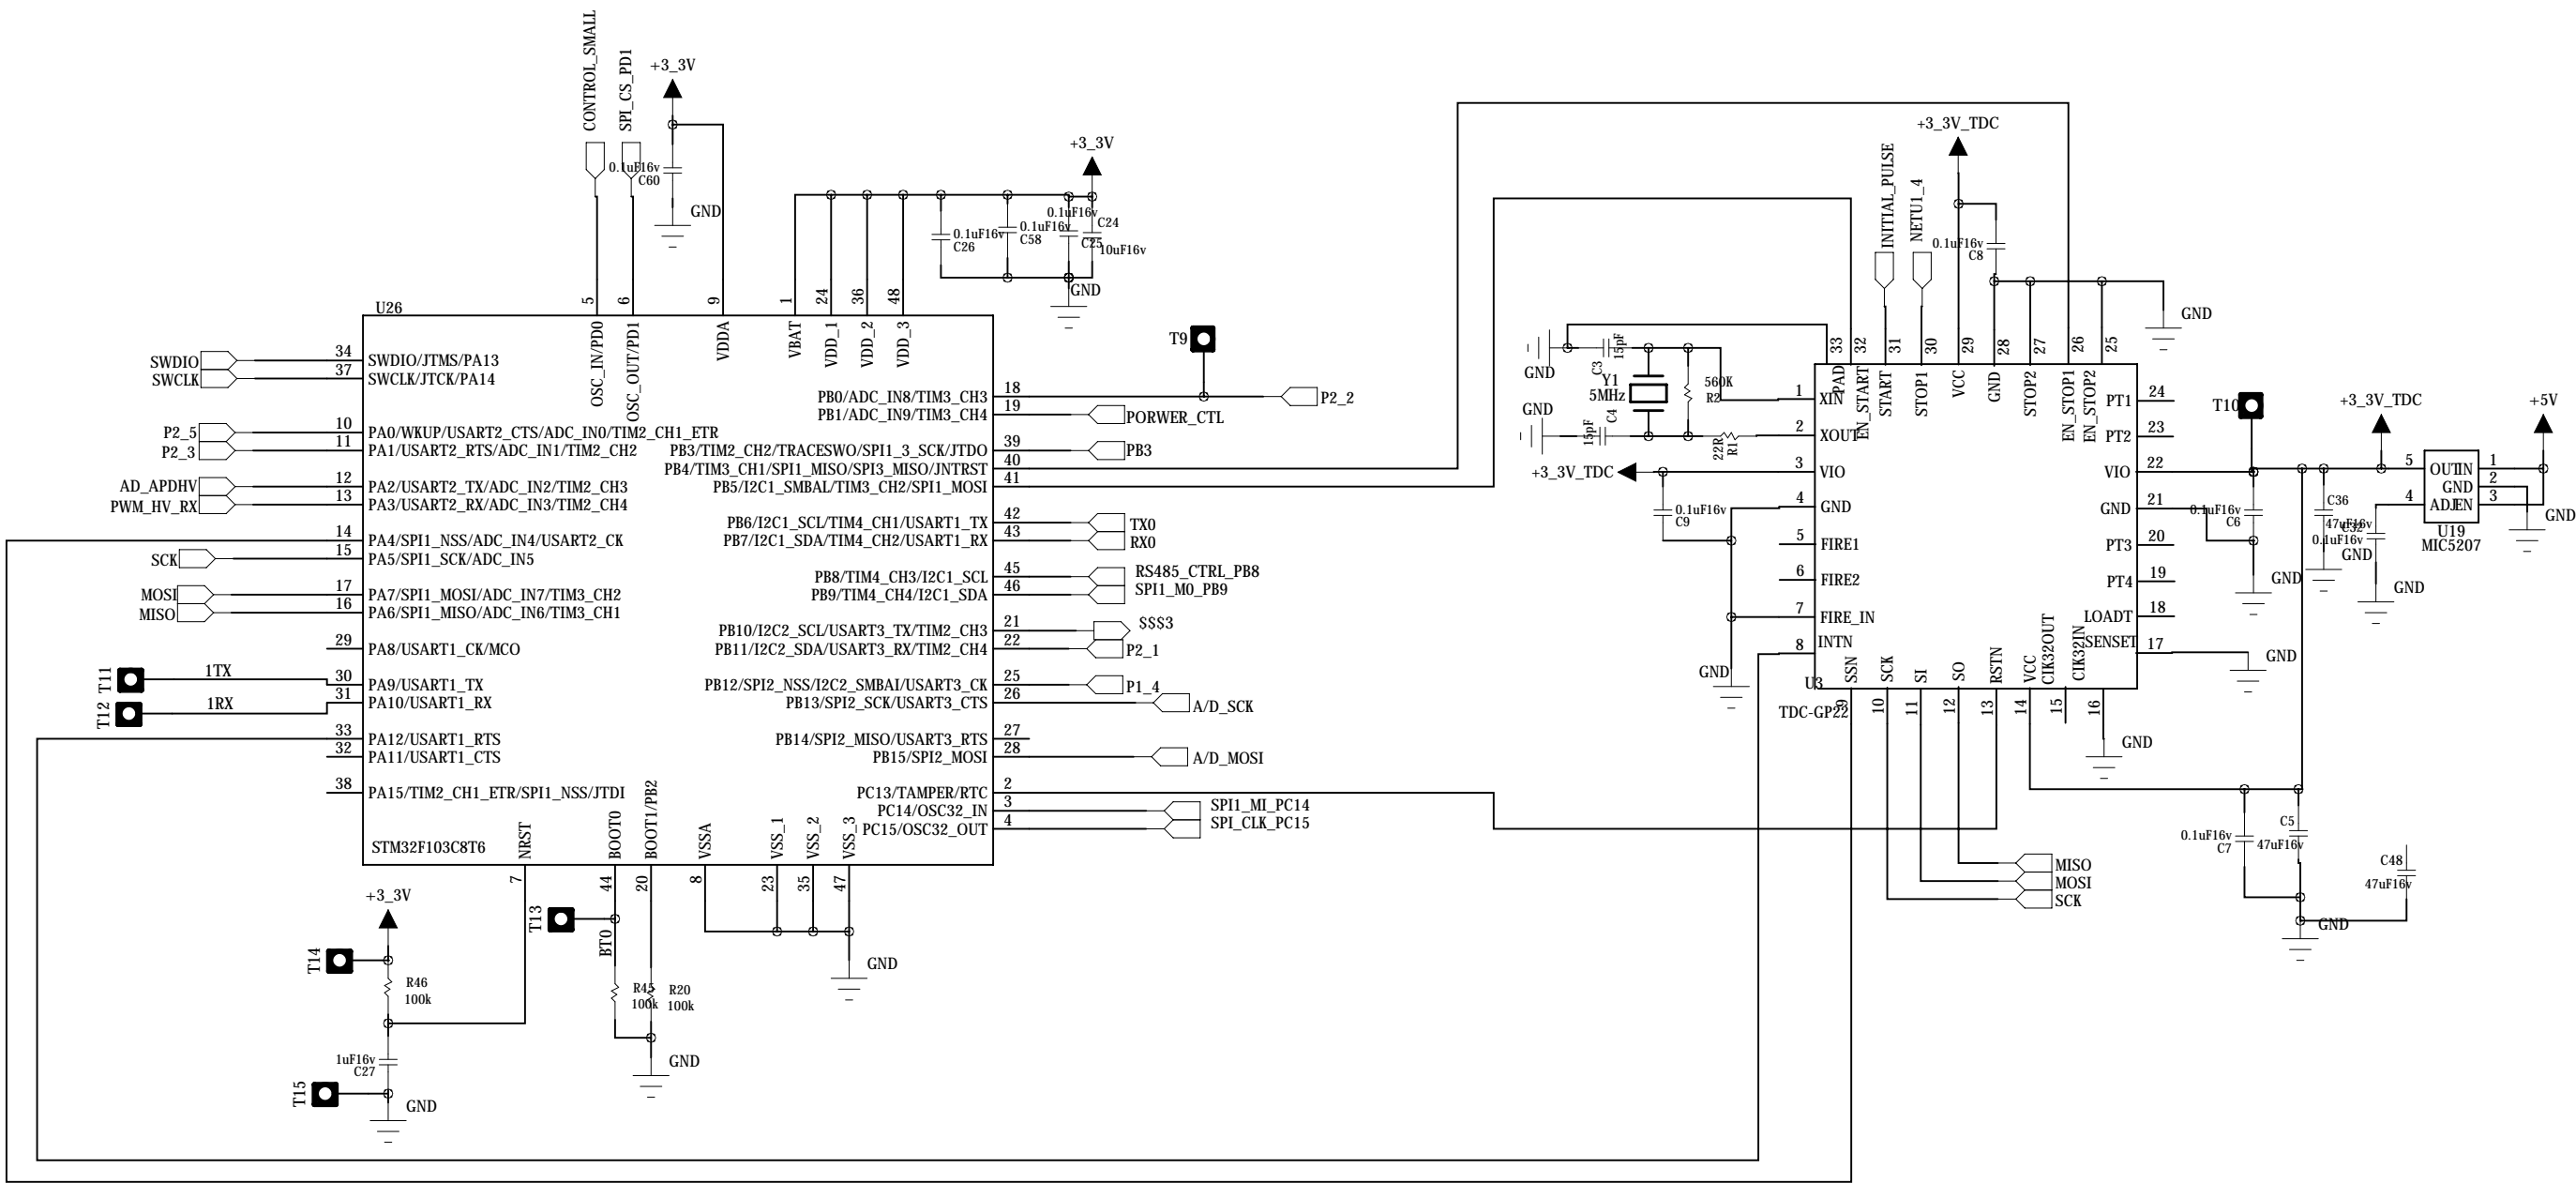 CONTROL_SMALL
SPI_CS_PD1
+3_3V
0.1uF16v
C60
GND
+3_3V
0.1uF16v
C26
0.1uF16v
C58
0.1uF16v
C25
C24
10uF16v
GND
U26
5
6
9
1
24
36
48
OSC_IN/PD0
OSC_OUT/PD1
VDDA
VBAT
VDD_1
VDD_2
VDD_3
SWDIO
34
SWDIO/JTMS/PA13
SWCLK
37
SWCLK/JTCK/PA14
P2_5
10
PA0/WKUP/USART2_CTS/ADC_IN0/TIM2_CH1_ETR
P2_3
11
PA1/USART2_RTS/ADC_IN1/TIM2_CH2
AD_APDHV
12
PA2/USART2_TX/ADC_IN2/TIM2_CH3
PWM_HV_RX
13
PA3/USART2_RX/ADC_IN3/TIM2_CH4
14
PA4/SPI1_NSS/ADC_IN4/USART2_CK
SCK
15
PA5/SPI1_SCK/ADC_IN5
MOSI
17
PA7/SPI1_MOSI/ADC_IN7/TIM3_CH2
MISO
16
PA6/SPI1_MISO/ADC_IN6/TIM3_CH1
29
PA8/USART1_CK/MCO
T11
1TX
30
PA9/USART1_TX
T12
1RX
31
PA10/USART1_RX
33
PA12/USART1_RTS
32
PA11/USART1_CTS
38
PA15/TIM2_CH1_ETR/SPI1_NSS/JTDI
STM32F103C8T6
NRST
BOOT0
BOOT1/PB2
VSSA
VSS_1
VSS_2
VSS_3
7
44
20
8
23
35
47
PB0/ADC_IN8/TIM3_CH3
18
T9
P2_2
PB1/ADC_IN9/TIM3_CH4
19
PORWER_CTL
PB3/TIM2_CH2/TRACESWO/SPI1_3_SCK/JTDO
39
PB3
PB4/TIM3_CH1/SPI1_MISO/SPI3_MISO/JNTRST
40
PB5/I2C1_SMBAL/TIM3_CH2/SPI1_MOSI
41
PB6/I2C1_SCL/TIM4_CH1/USART1_TX
42
TX0
PB7/I2C1_SDA/TIM4_CH2/USART1_RX
43
RX0
PB8/TIM4_CH3/I2C1_SCL
45
RS485_CTRL_PB8
PB9/TIM4_CH4/I2C1_SDA
46
SPI1_M0_PB9
PB10/I2C2_SCL/USART3_TX/TIM2_CH3
21
$$$3
PB11/I2C2_SDA/USART3_RX/TIM2_CH4
22
P2_1
PB12/SPI2_NSS/I2C2_SMBAI/USART3_CK
25
P1_4
PB13/SPI2_SCK/USART3_CTS
26
A/D_SCK
PB14/SPI2_MISO/USART3_RTS
27
PB15/SPI2_MOSI
28
A/D_MOSI
PC13/TAMPER/RTC
2
PC14/OSC32_IN
3
SPI1_MI_PC14
PC15/OSC32_OUT
4
SPI_CLK_PC15
+3_3V
T14
R46
100k
1uF16v
C27
T15
GND
T13
BT0
R45
100k
R20
100k
GND
GND
INITIAL_PULSE
NETU1_4
+3_3V_TDC
0.1uF16v
C8
GND
33
32
31
30
29
28
27
26
25
PAD
EN_START
START
STOP1
VCC
GND
STOP2
EN_STOP1
EN_STOP2
GND
C3
15pF
Y1
5MHz
560K
R2
GND
15pF
C4
22R
R1
1
XIN
2
XOUT
+3_3V_TDC
3
VIO
0.1uF16v
C9
4
GND
5
FIRE1
6
FIRE2
7
FIRE_IN
8
INTN
GND
U3
TDC-GP22
SSN
SCK
SI
SO
RSTN
VCC
CIK32OUT
CIK32IN
9
10
11
12
13
14
15
16
PT1
24
PT2
23
VIO
22
GND
21
PT3
20
PT4
19
LOADT
18
SENSET
17
GND
GND
MISO
MOSI
SCK
T10
+3_3V_TDC
+5V
0.1uF16v
C6
GND
C36
47uF16v
C32
0.1uF16v
GND
GND
5
4
OUT
IN
GND
ADJ
EN
1
2
3
U19
MIC5207
GND
0.1uF16v
C7
C5
47uF16v
C48
47uF16v
GND